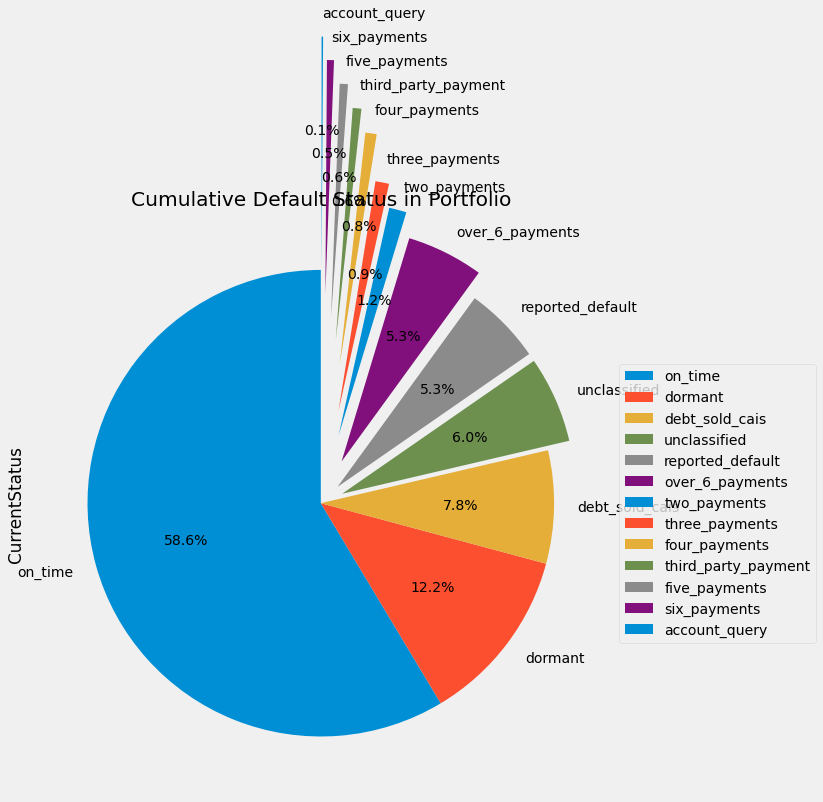 account_query
six_payments
five_payments
third_party_payment
four_payments
0.1%
0.5%
three_payments
0.6%
two_payments
Cumulative Default Status in Portfolio
0.6%
0.8%
over_6_payments
0.9%
1.2%
reported_default
5.3%
5.3%
unclassified
6.0%
debt_sold_cais
7.8%
58.6%
12.2%
on_time
dormant
CurrentStatus
on_time
dormant
debt_sold_cais
unclassified
reported_default
over_6_payments
two_payments
three_payments
four_payments
third_party_payment
five_payments
six_payments
account_query